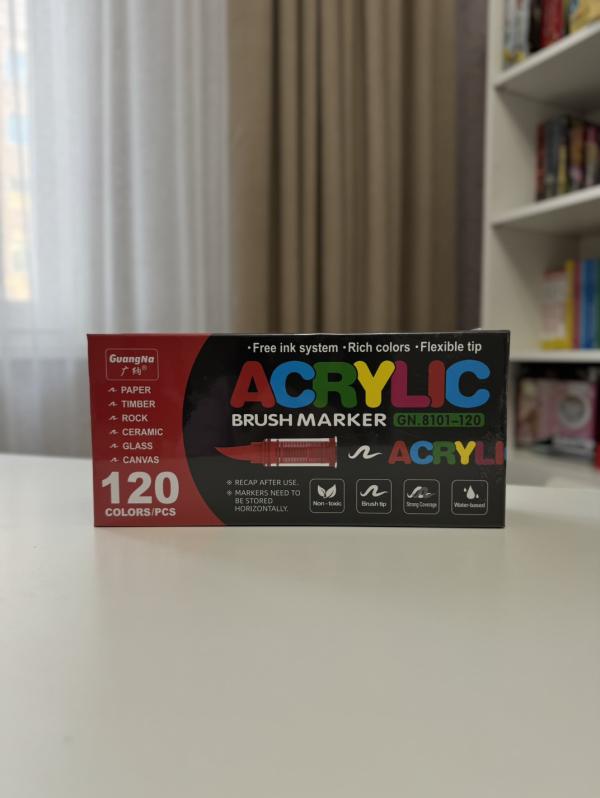 GuangNa
广纳®
PAPER
TIMBER
ROCK
CERAMIC
GLASS
CANVAS
120
COLORS/PCS
·Free ink system ·Rich colors ·Flexible tip
ACRYLIC
BRUSH MARKER GN.8101-120
ACRYLI
※ RECAP AFTER USE.
※ MARKERS NEED TO
BE STORED
HORIZONTALLY.
Non-toxic
Brush tip
Strong Coverage
Water-based